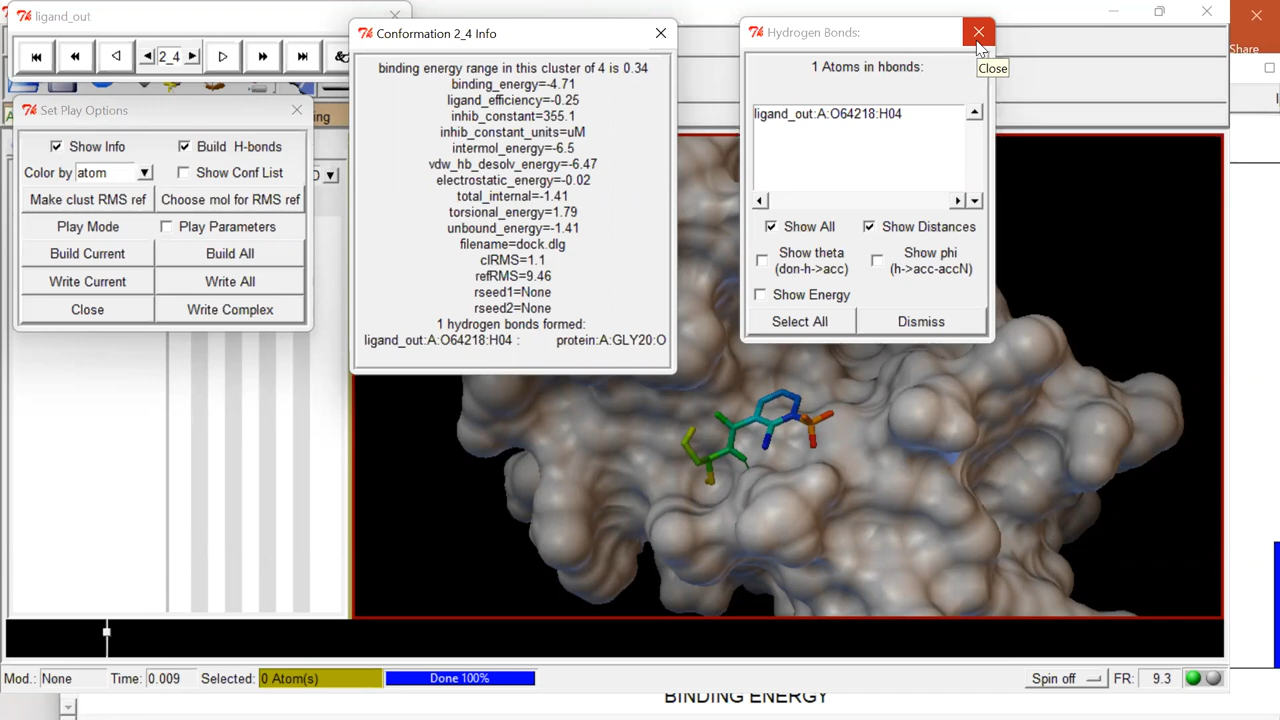 ligand_out
2_4
&
Set Play Options
Show Info
Build H-bonds
Color by
atom
Show Conf List
Make clust RMS ref
Choose mol for RMS ref
Play Mode
Play Parameters
Build Current
Build All
Write Current
Write All
Close
Write Complex
Conformation 2_4 Info
binding energy range in this cluster of 4 is 0.34
binding_energy=-4.71
ligand_efficiency=-0.25
inhib_constant=355.1
inhib_constant_units=uM
intermol_energy=-6.5
vdw_hb_desolv_energy=-6.47
electrostatic_energy=-0.02
total_internal=-1.41
torsional_energy=1.79
unbound_energy=-1.41
filename=dock.dlg
clRMS=1.1
refRMS=9.46
rseed1=None
rseed2=None
1 hydrogen bonds formed:
ligand_out:A:O64218:H04 : protein:A:GLY20:O
Hydrogen Bonds:
Close
1 Atoms in hbonds:
ligand_out:A:O64218:H04
Show All
Show Distances
Show theta
(don-h->acc)
Show phi
(h->acc-accN)
Show Energy
Select All
Dismiss
Share
Mod.: None
Time: 0.009
Selected: 0 Atom(s)
Done 100%
Spin off
FR: 9.3
BINDING ENERGY